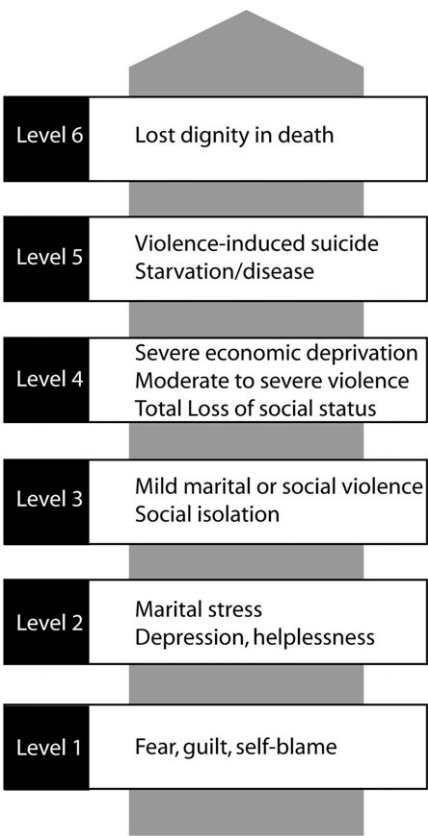 Level 6
Lost dignity in death
Level 5
Violence-induced suicide
Starvation/disease
Level 4
Severe economic deprivation
Moderate to severe violence
Total Loss of social status
Level 3
Mild marital or social violence
Social isolation
Level 2
Marital stress
Depression, helplessness
Level 1
Fear, guilt, self-blame